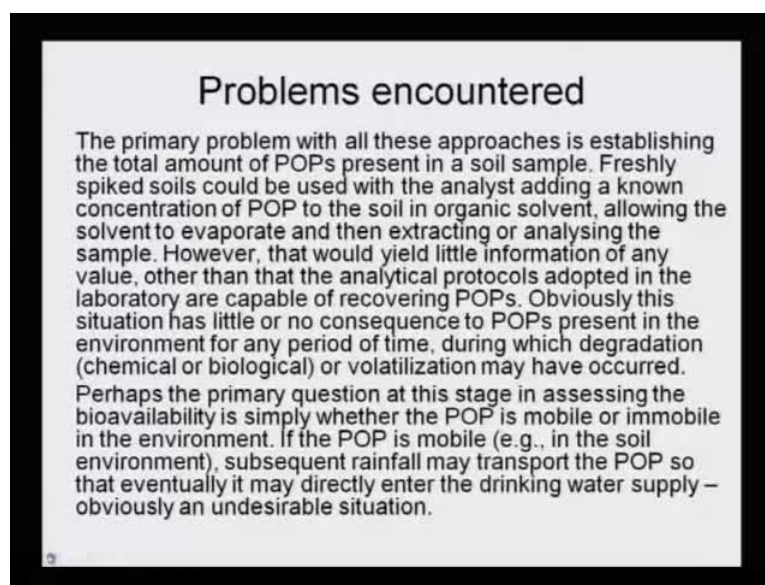 Problems encountered
The primary problem with all these approaches is establishing
the total amount of POPs present in a soil sample. Freshly
spiked soils could be used with the analyst adding a known
concentration of POP to the soil in organic solvent, allowing the
solvent to evaporate and then extracting or analysing the
sample. However, that would yield little information of any
value, other than that the analytical protocols adopted in the
laboratory are capable of recovering POPs. Obviously this
situation has little or no consequence to POPs present in the
environment for any period of time, during which degradation
(chemical or biological) or volatilization may have occurred.
Perhaps the primary question at this stage in assessing the
bioavailability is simply whether the POP is mobile or immobile
in the environment. If the POP is mobile (e.g., in the soil
environment), subsequent rainfall may transport the POP so
that eventually it may directly enter the drinking water supply –
obviously an undesirable situation.